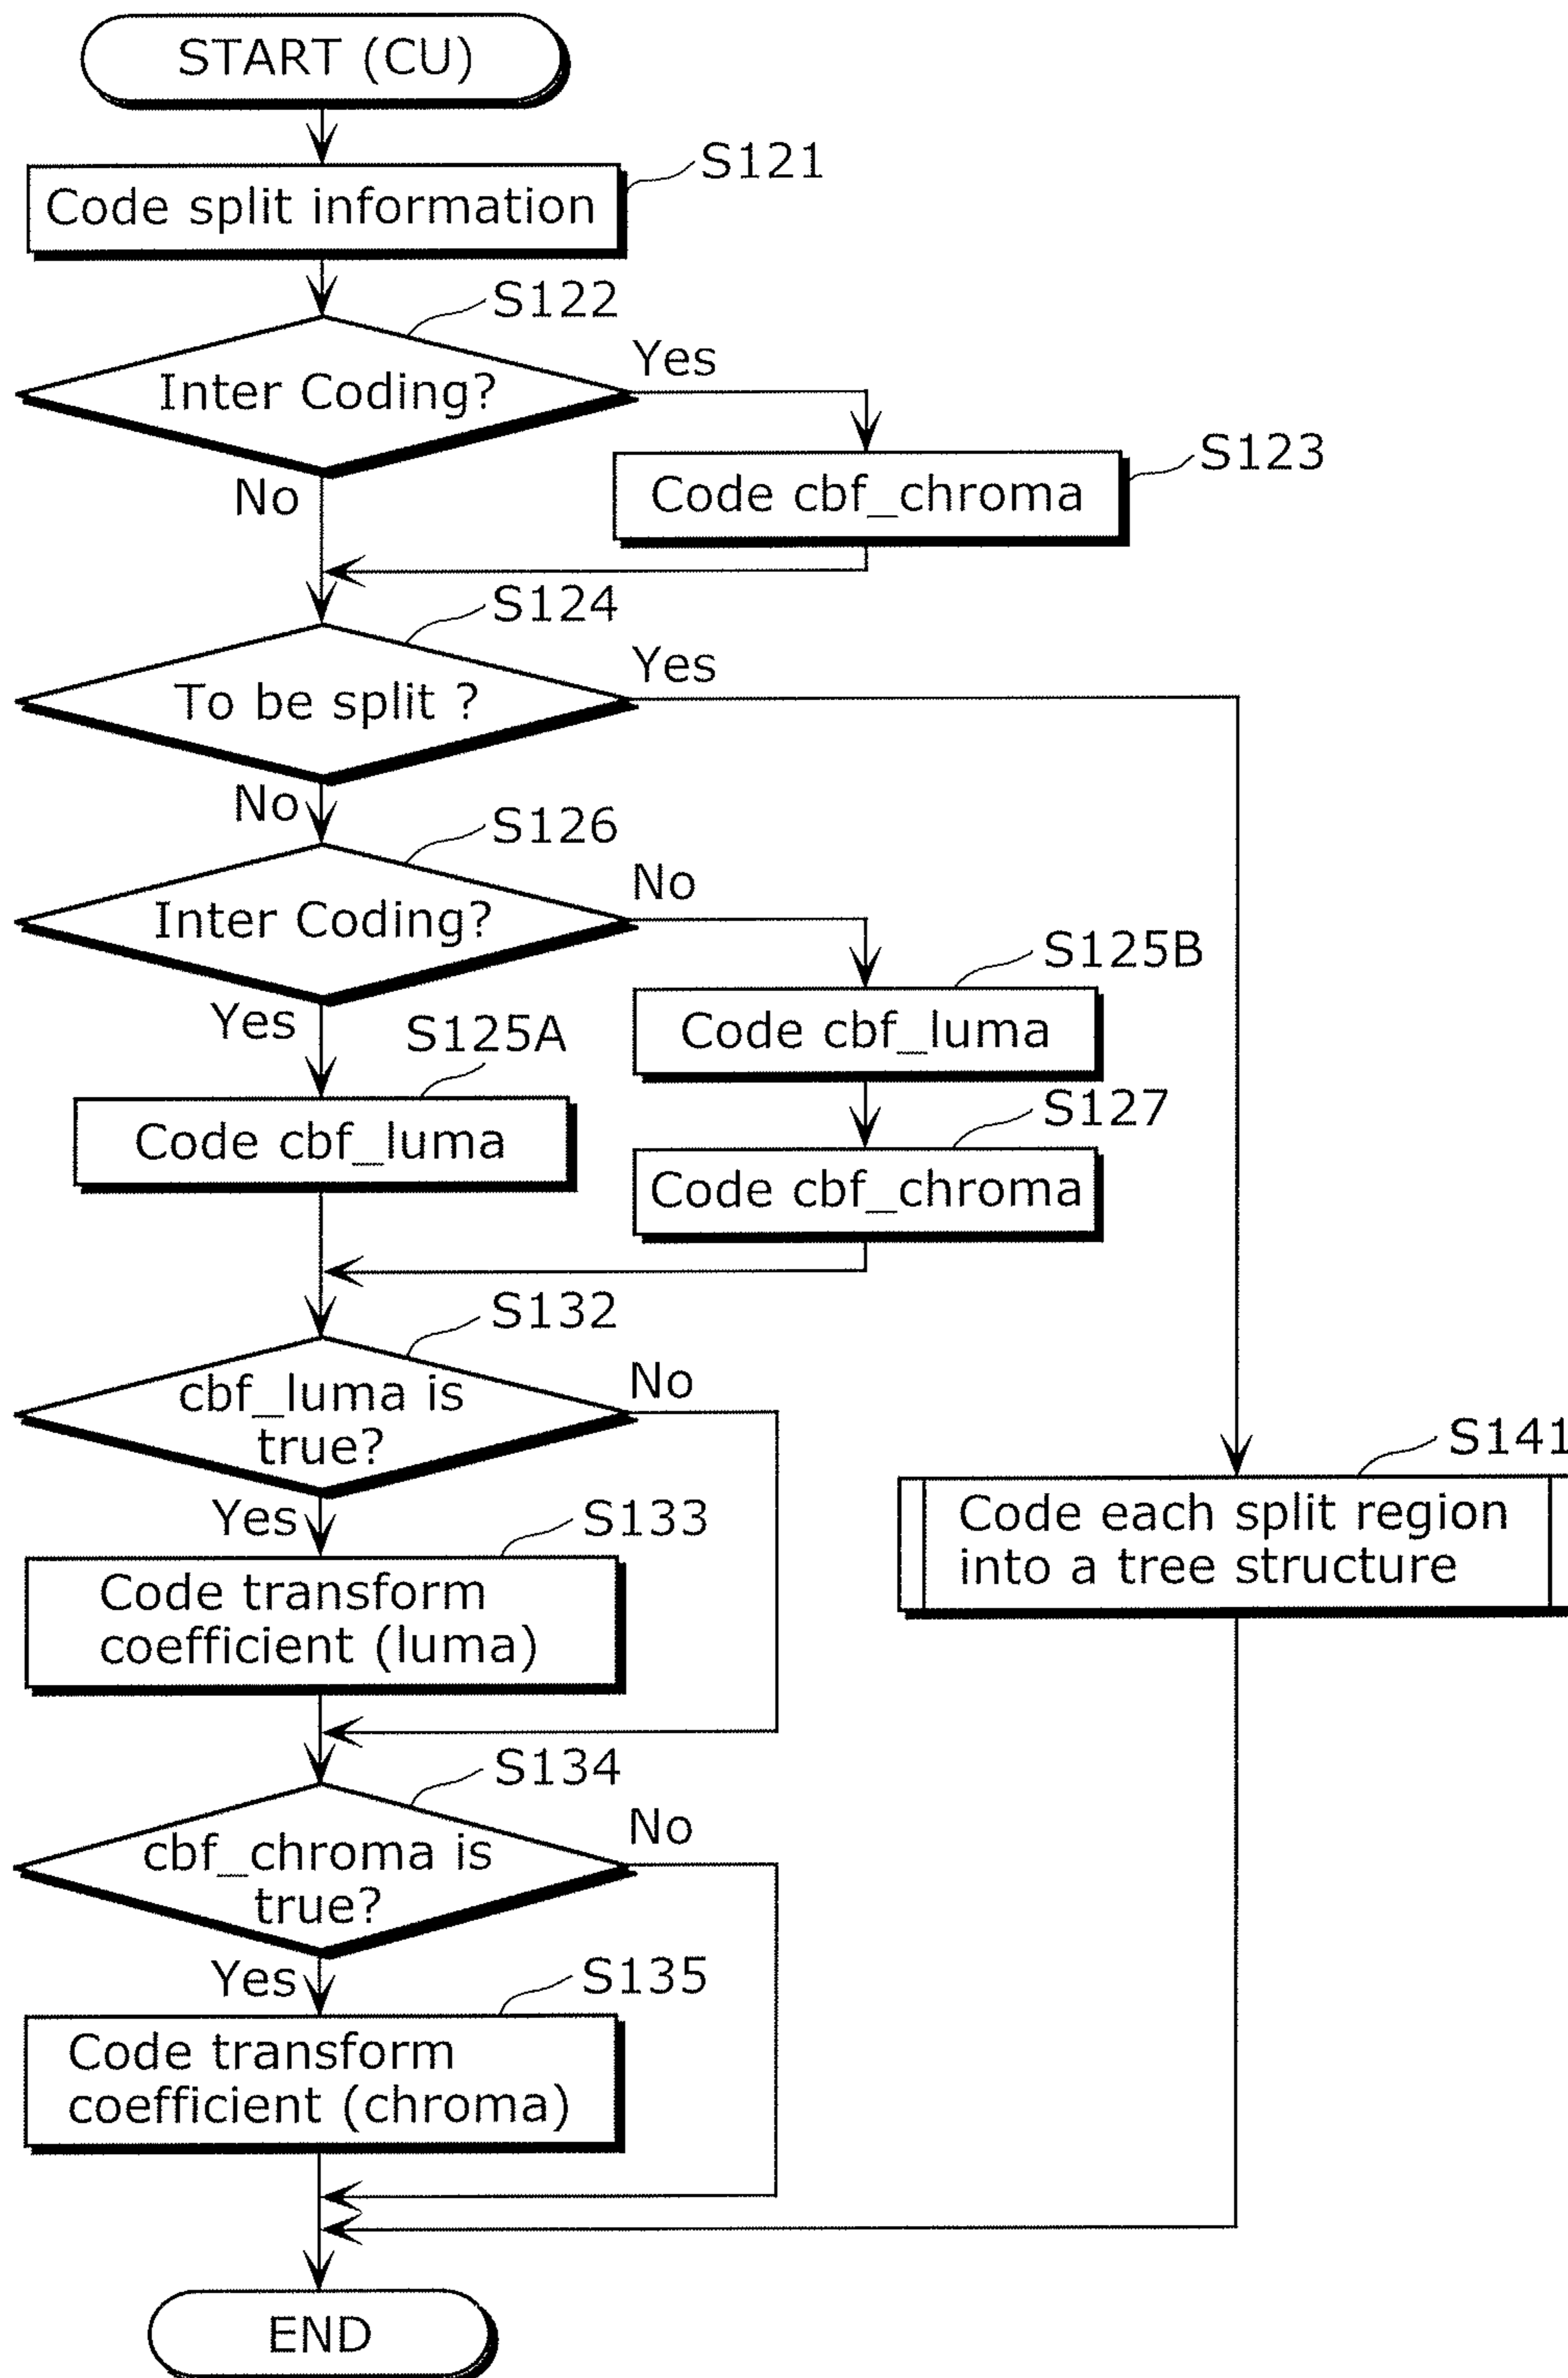 START (CU)
S121
Code split information
S122
Inter Coding?
Yes
No
S123
Code cbf_chroma
S124
To be split ?
Yes
No
S126
Inter Coding?
No
Yes
S125B
Code cbf_luma
S125A
Code cbf_luma
S127
Code cbf_chroma
S132
cbf_luma is
true?
No
Yes
S141
Code each split region
into a tree structure
S133
Code transform
coefficient (luma)
S134
cbf_chroma is
true?
No
Yes
S135
Code transform
coefficient (chroma)
END